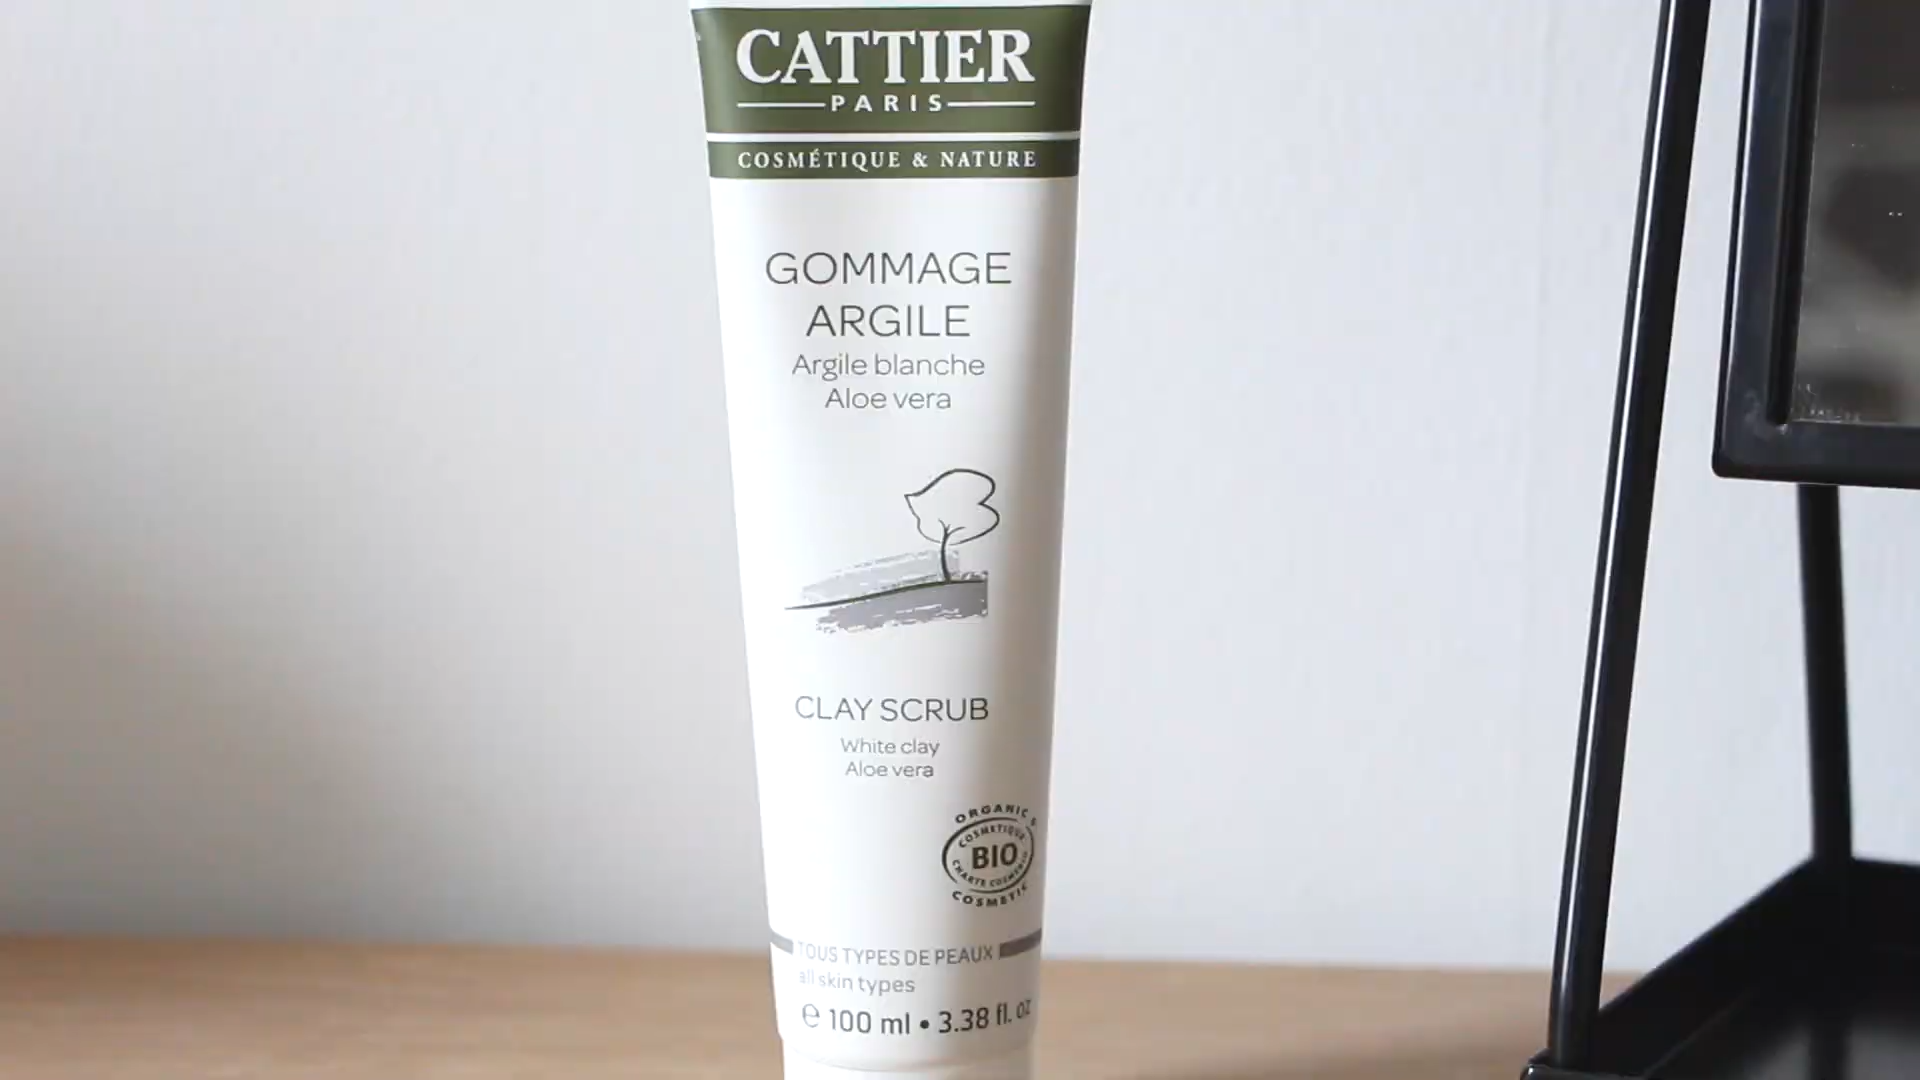 CATTIER
PARIS
COSMÉTIQUE & NATURE
GOMMAGE
ARGILE
Argile blanche
Aloe vera
CLAY SCRUB
White clay
Aloe vera
ORGANIC &
COSMETIQUE
BIO
CHARTE COSMEBIO
COSMETIC
TOUS TYPES DE PEAUX
all skin types
e 100 ml • 3.38 fl. oz